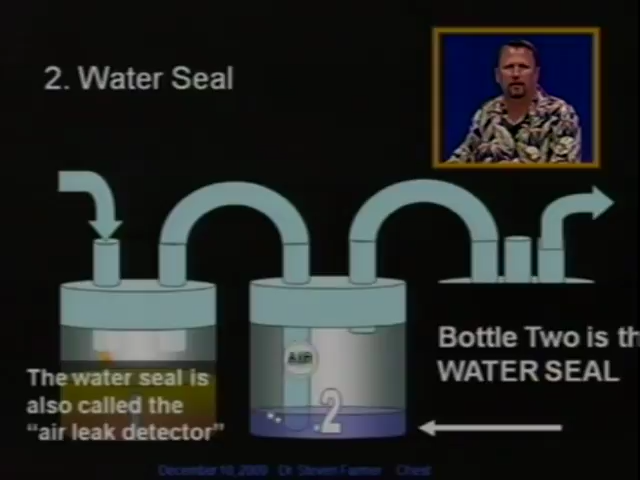 2. Water Seal
AIR
Bottle Two is th
WATER SEAL
The water seal is
also called the
“air leak detector”
2
December 10, 2009 Dr. Steven Farmer Chest